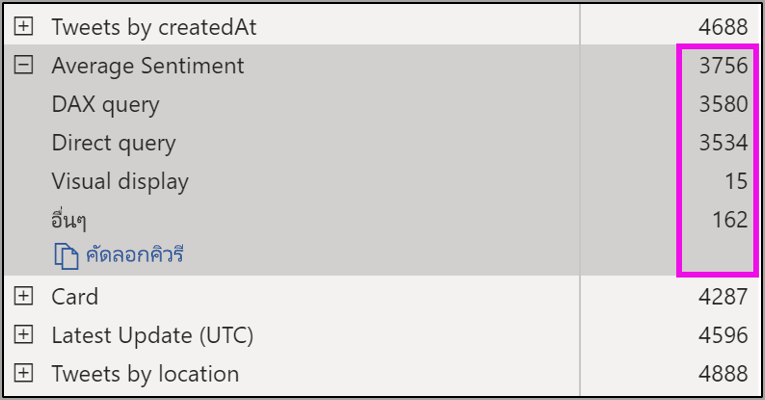 Tweets by createdAt 4688
Average Sentiment 3756
DAX query 3580
Direct query 3534
Visual display 15
อื่นๆ 162
คัดลอกคิวรี
Card 4287
Latest Update (UTC) 4596
Tweets by location 4888